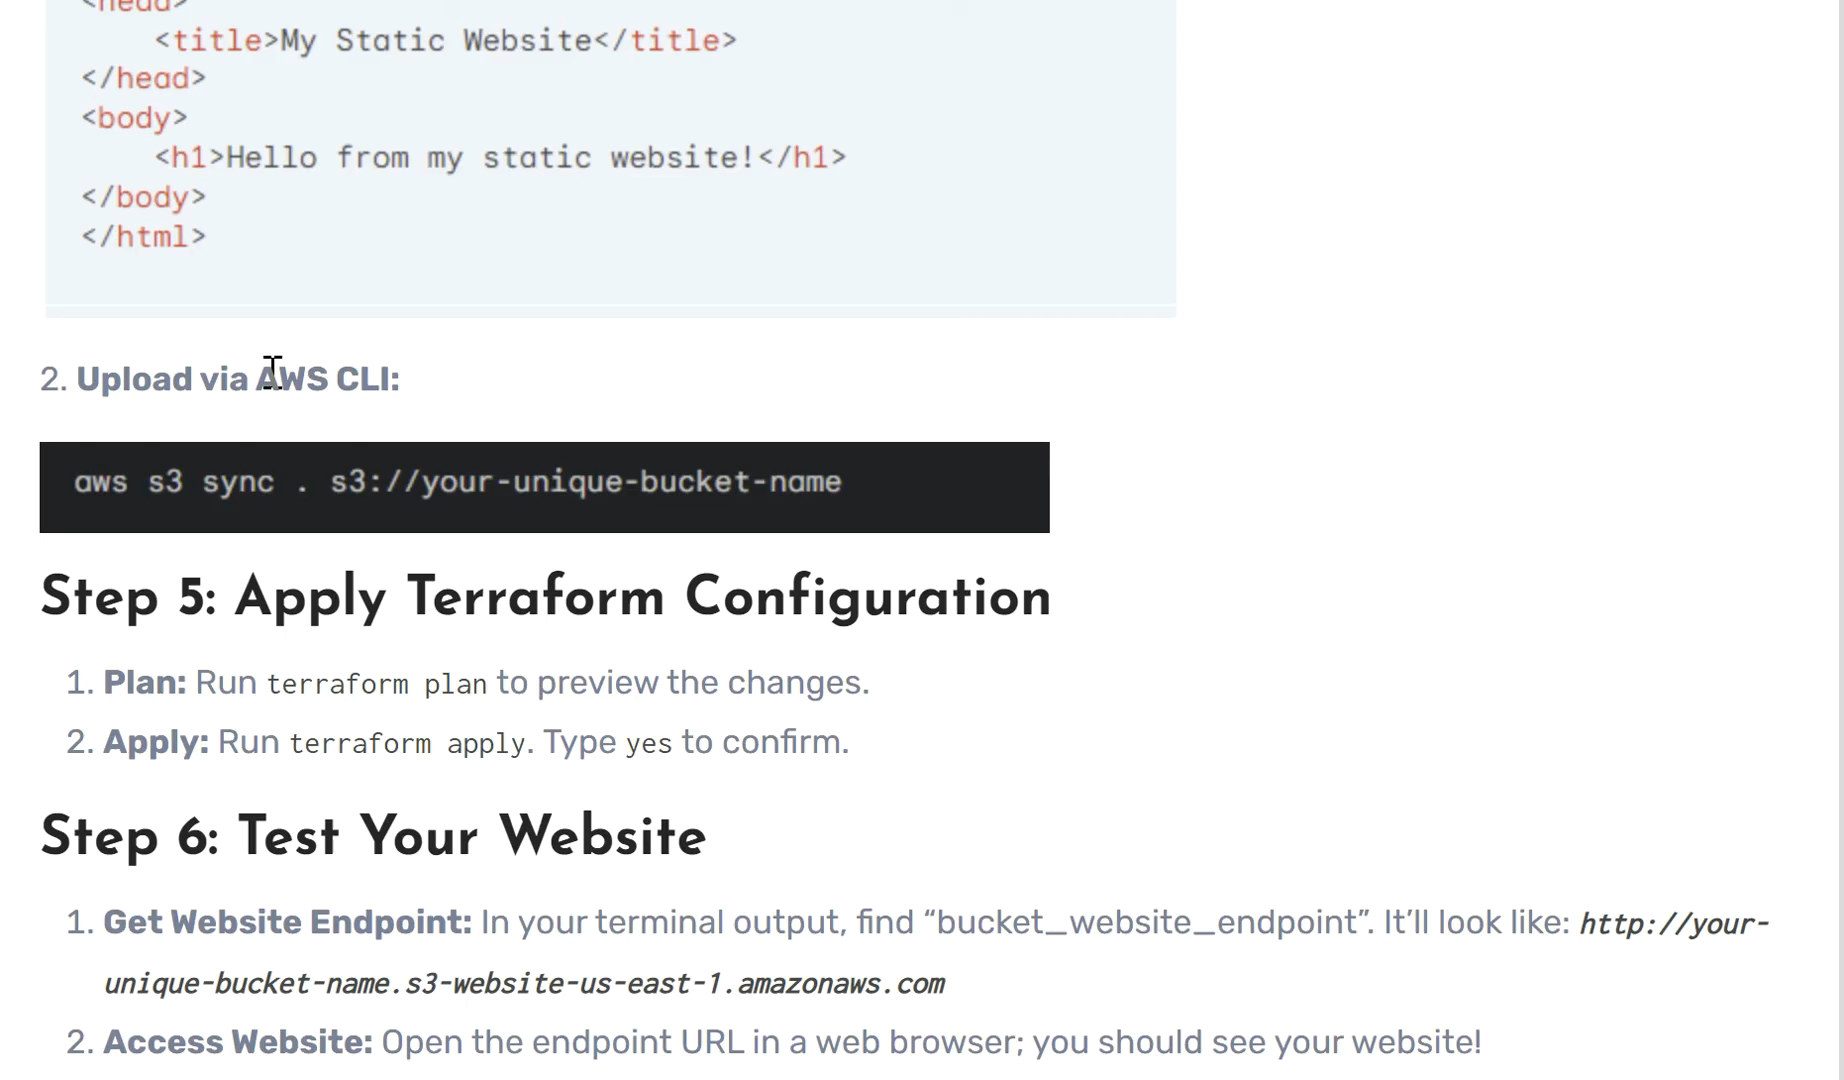 <head>
<title>My Static Website</title>
</head>
<body>
<h1>Hello from my static website!</h1>
</body>
</html>
2. Upload via AWS CLI:
aws s3 sync . s3://your-unique-bucket-name
Step 5: Apply Terraform Configuration
1. Plan: Run terraform plan to preview the changes.
2. Apply: Run terraform apply. Type yes to confirm.
Step 6: Test Your Website
1. Get Website Endpoint: In your terminal output, find “bucket_website_endpoint”. It’ll look like: http://your-
unique-bucket-name.s3-website-us-east-1.amazonaws.com
2. Access Website: Open the endpoint URL in a web browser; you should see your website!